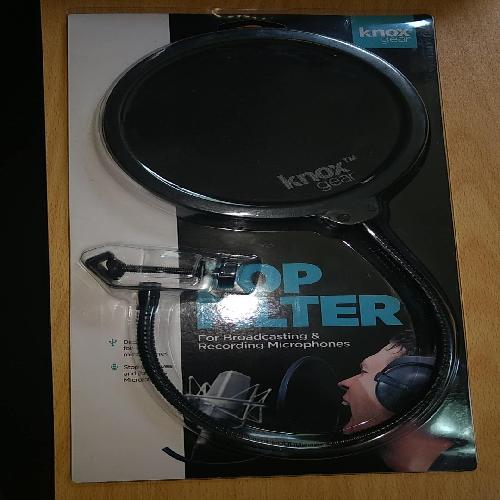 knox
gear
knox™
gear
POP
FILTER
For Broadcasting &
Recording Microphones